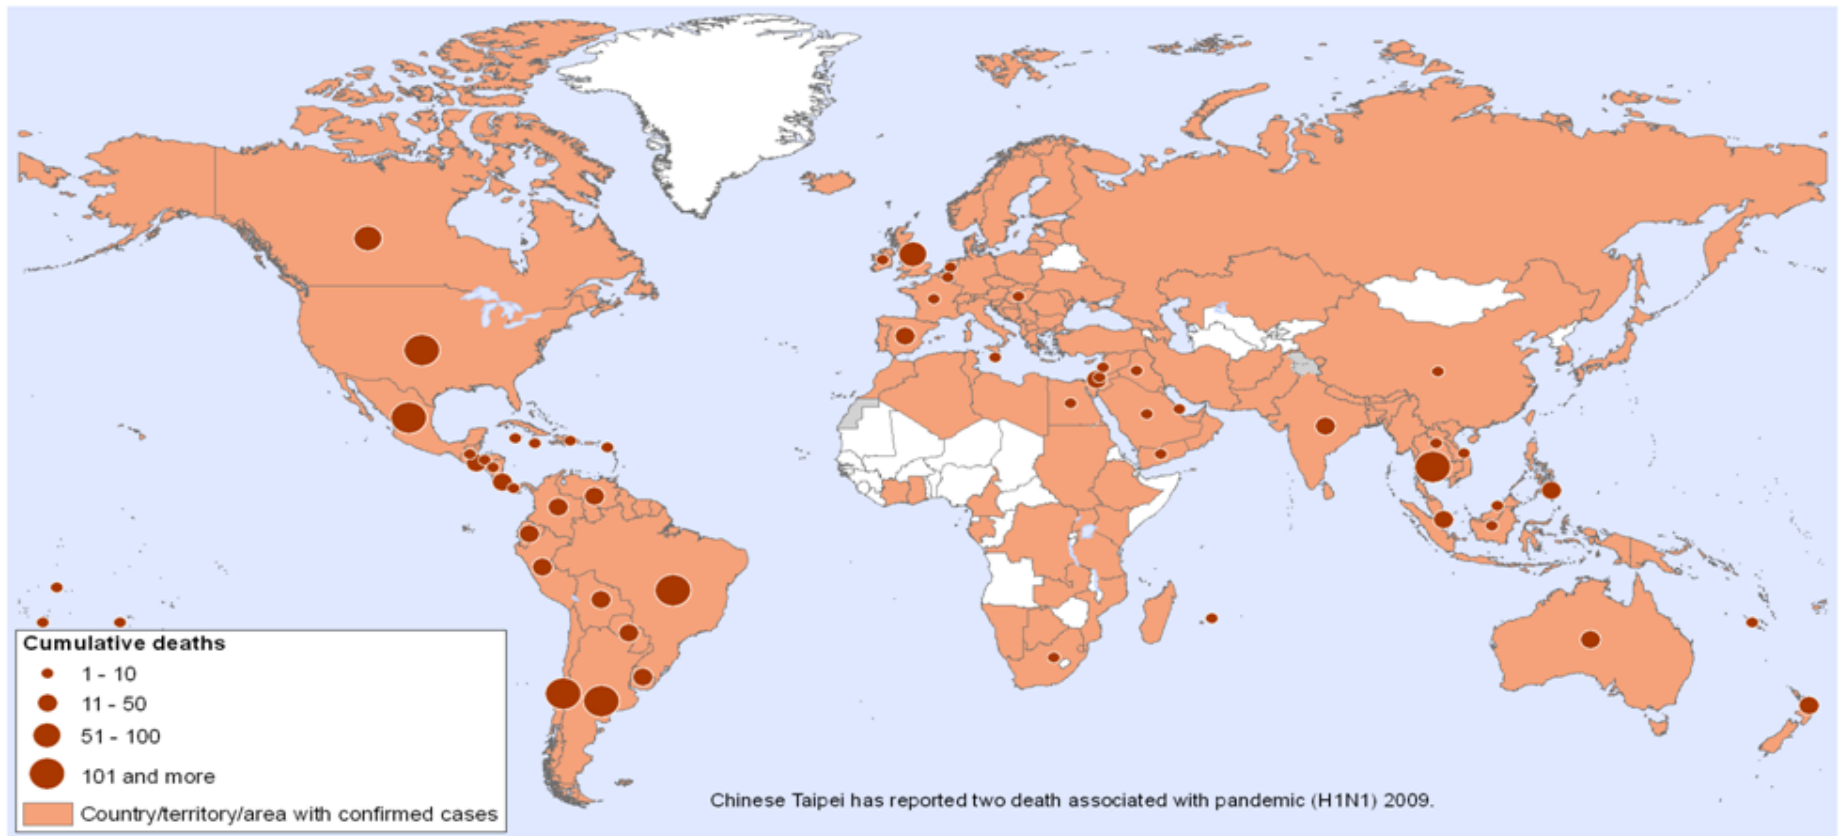 Cumulative deaths
1 - 10
11 - 50
51 - 100
101 and more
Country/territory/area with confirmed cases
Chinese Taipei has reported two death associated with pandemic (H1N1) 2009.